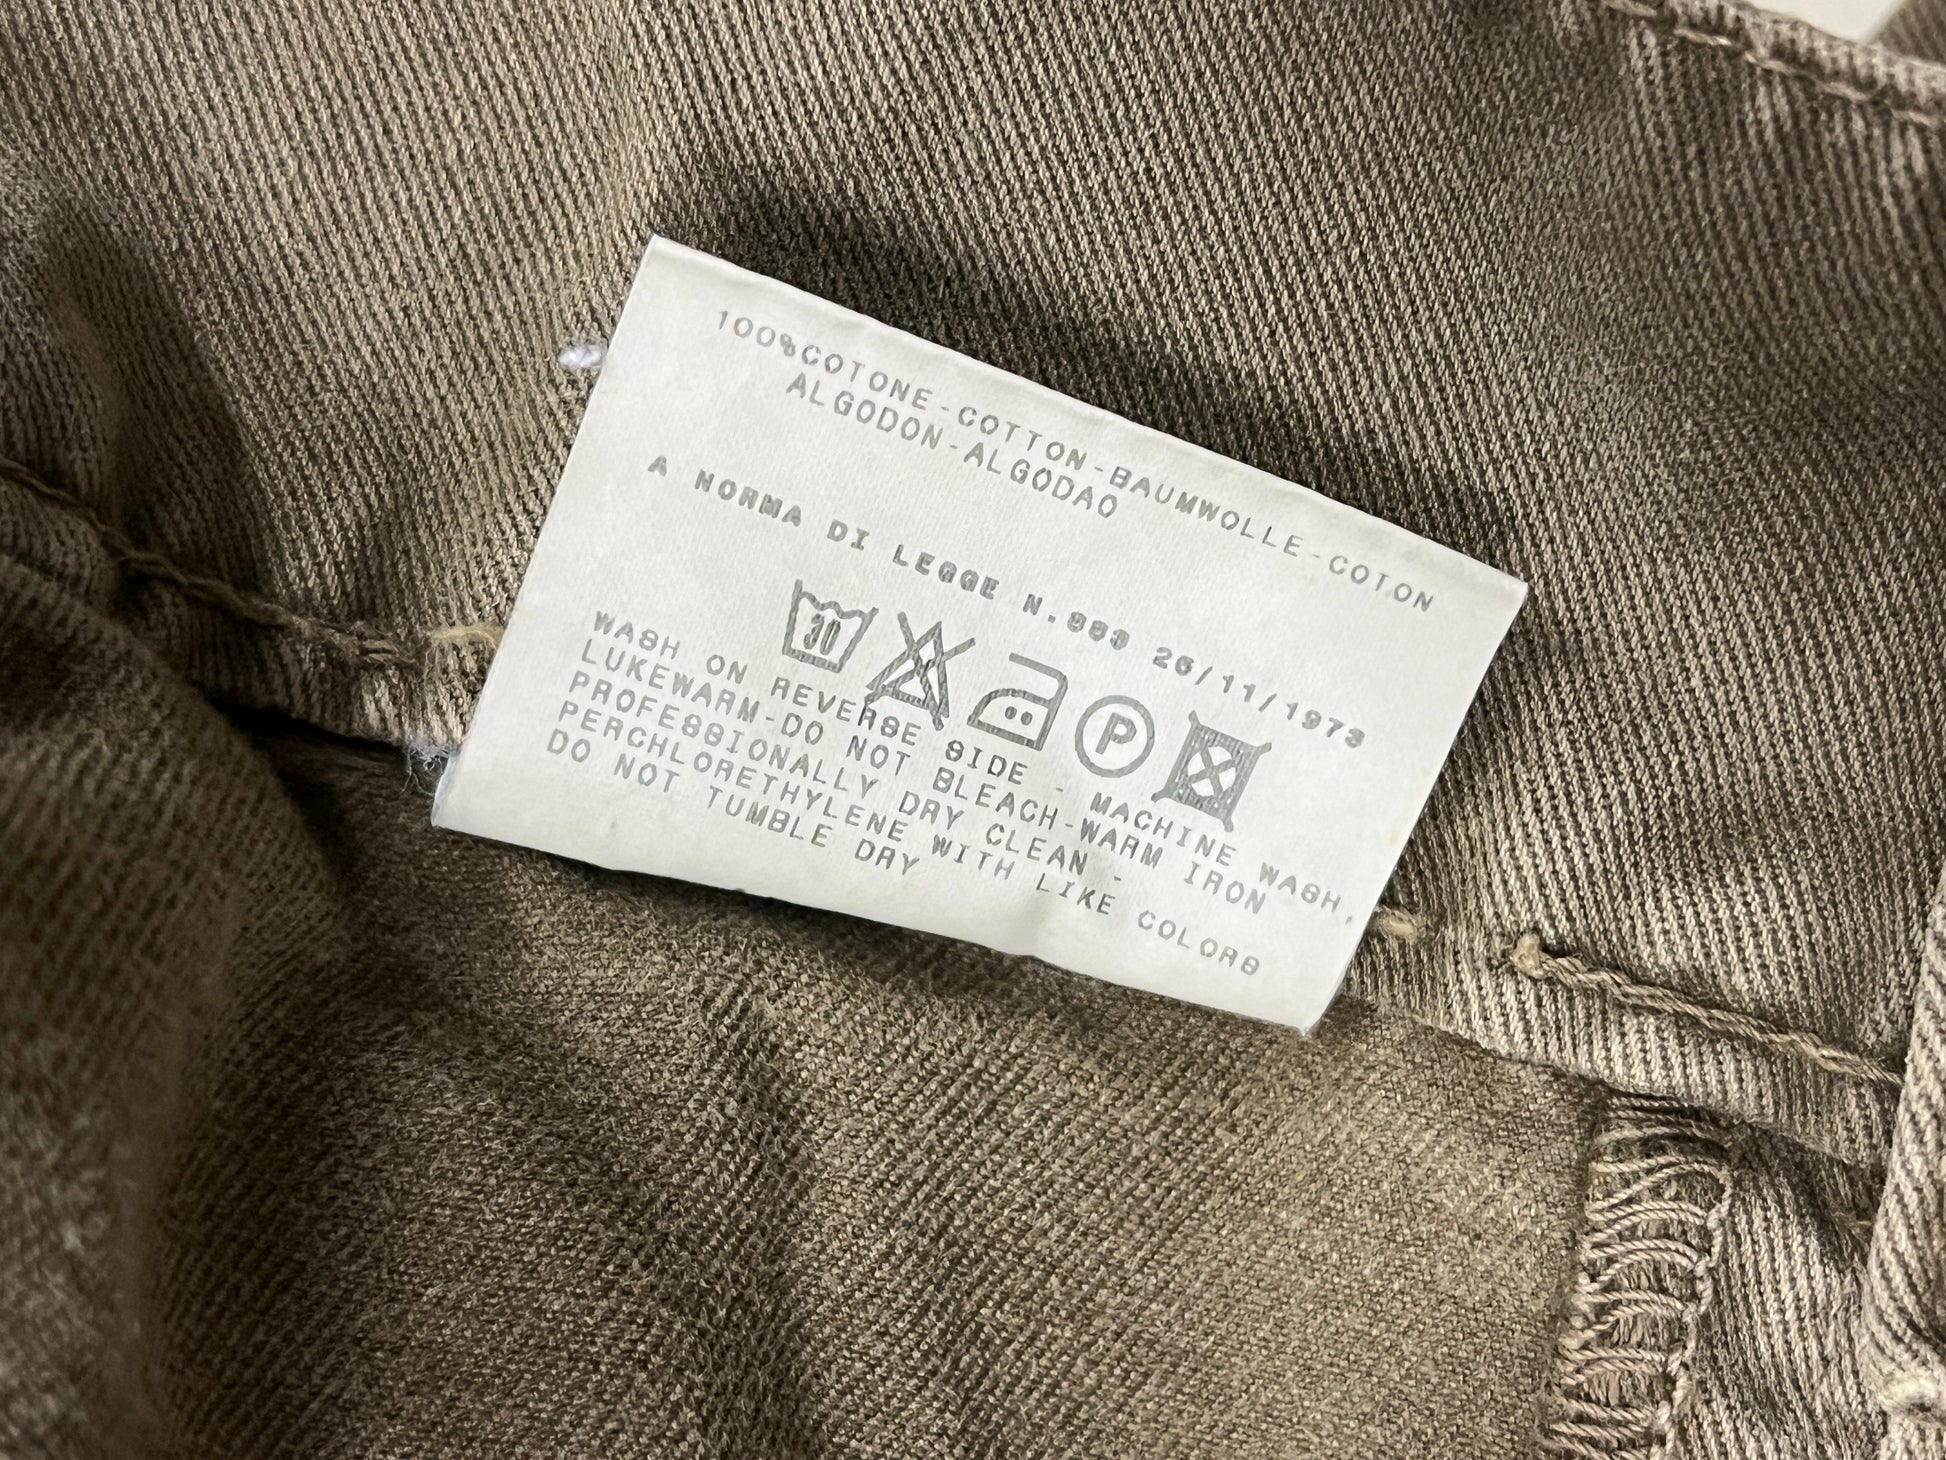 100%COTONE-COTTON-BAUMWOLLE-COTON
ALGODON-ALGODAO
A NORMA DI LEGGE N.883 26/11/1973
30 P
WASH ON REVERSE SIDE - MACHINE WASH,
LUKEWARM-DO NOT BLEACH-WARM IRON
PROFESSIONALLY DRY CLEAN -
PERCHLORETHYLENE WITH LIKE COLORS
DO NOT TUMBLE DRY